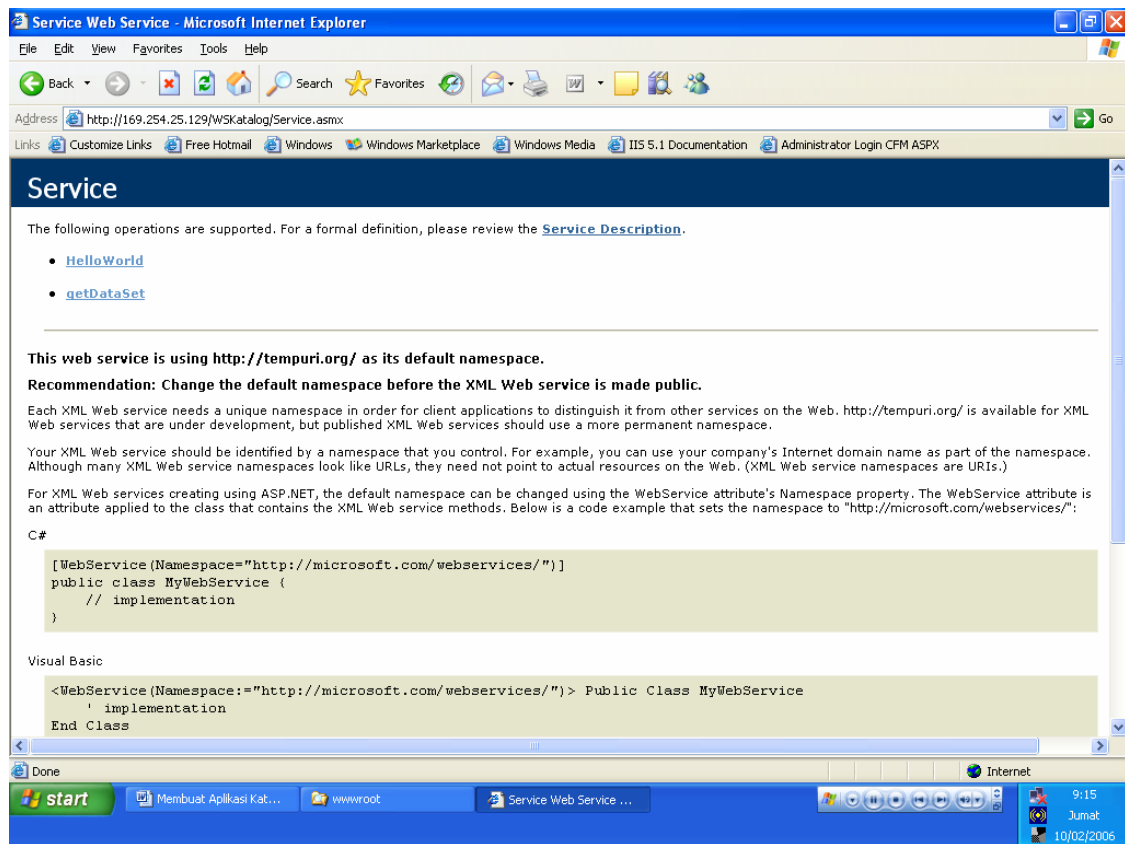 Service Web Service - Microsoft Internet Explorer
File Edit View Favorites Tools Help
Back Search Favorites
Address http://169.254.25.129/WSKatalog/Service.asmx Go
Links Customize Links Free Hotmail Windows Windows Marketplace Windows Media IIS 5.1 Documentation Administrator Login CFM ASPX
Service
The following operations are supported. For a formal definition, please review the Service Description.
HelloWorld
getDataSet
This web service is using http://tempuri.org/ as its default namespace.
Recommendation: Change the default namespace before the XML Web service is made public.
Each XML Web service needs a unique namespace in order for client applications to distinguish it from other services on the Web. http://tempuri.org/ is available for XML
Web services that are under development, but published XML Web services should use a more permanent namespace.
Your XML Web service should be identified by a namespace that you control. For example, you can use your company's Internet domain name as part of the namespace.
Although many XML Web service namespaces look like URLs, they need not point to actual resources on the Web. (XML Web service namespaces are URIs.)
For XML Web services creating using ASP.NET, the default namespace can be changed using the WebService attribute's Namespace property. The WebService attribute is
an attribute applied to the class that contains the XML Web service methods. Below is a code example that sets the namespace to "http://microsoft.com/webservices/":
C#
[WebService(Namespace="http://microsoft.com/webservices/")]
public class MyWebService {
// implementation
}
Visual Basic
<WebService(Namespace:="http://microsoft.com/webservices/")> Public Class MyWebService
' implementation
End Class
Done Internet
start Membuat Aplikasi Kat... wwwroot Service Web Service ... 9:15
Jumat
10/02/2006